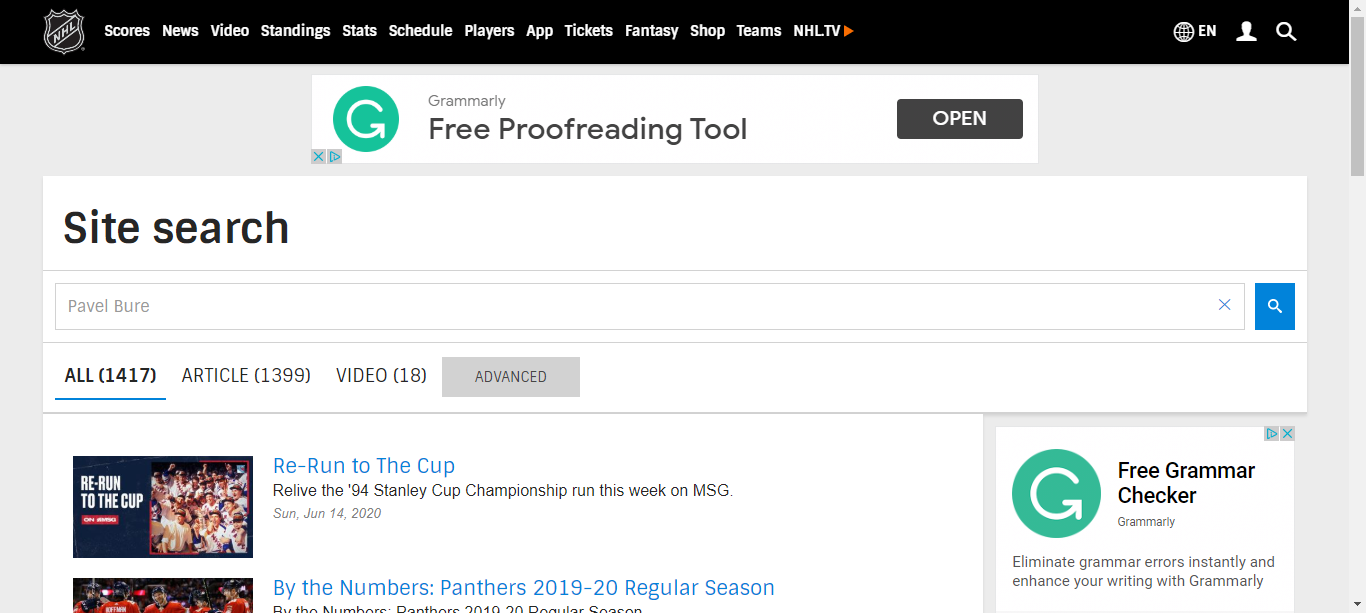 NHL
Scores News Video Standings Stats Schedule Players App Tickets Fantasy Shop Teams NHL.TV EN
Grammarly
Free Proofreading Tool
OPEN
Site search
Pavel Bure
ALL (1417) ARTICLE (1399) VIDEO (18) ADVANCED
RE-RUN
TO THE CUP
ON MSG
Re-Run to The Cup
Relive the '94 Stanley Cup Championship run this week on MSG.
Sun, Jun 14, 2020
By the Numbers: Panthers 2019-20 Regular Season
By the Numbers: Panthers 2019-20 Regular Season
HOFFMAN
Free Grammar
Checker
Grammarly
Eliminate grammar errors instantly and
enhance your writing with Grammarly